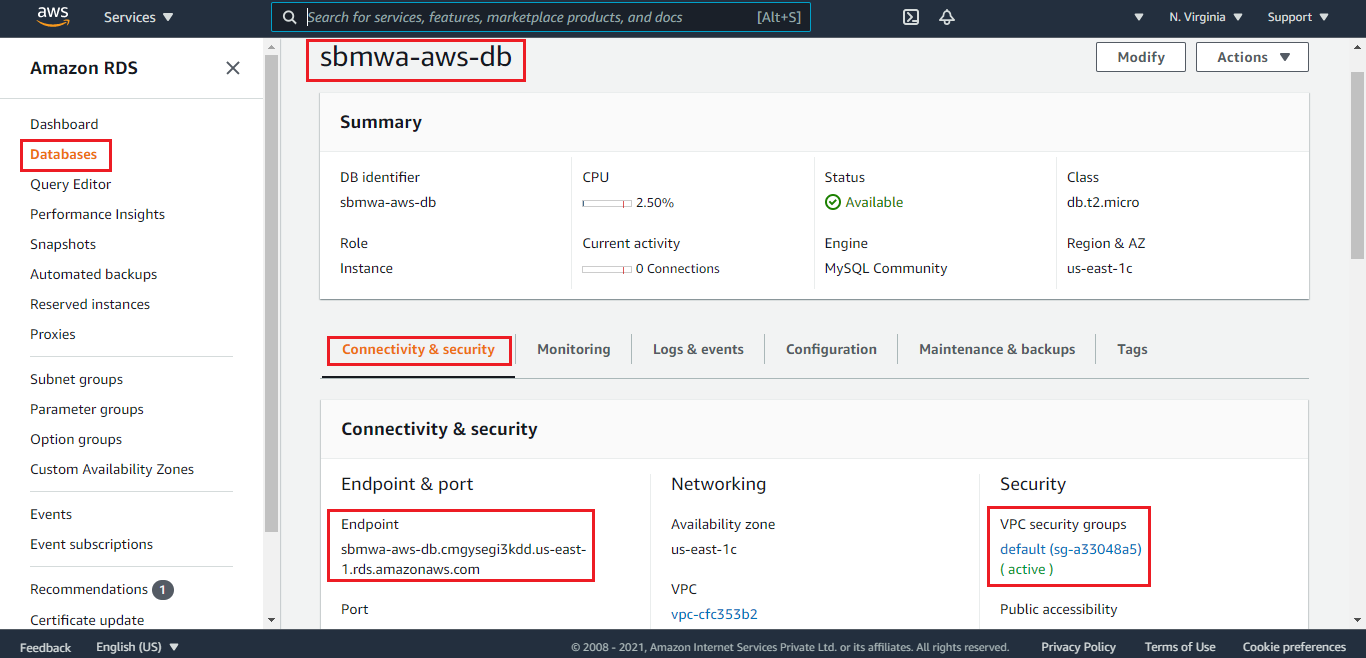 aws
Services
Search for services, features, marketplace products, and docs
[Alt+S]
N. Virginia
Support
Amazon RDS
Dashboard
Databases
Query Editor
Performance Insights
Snapshots
Automated backups
Reserved instances
Proxies
Subnet groups
Parameter groups
Option groups
Custom Availability Zones
Events
Event subscriptions
Recommendations 1
Certificate update
sbmwa-aws-db
Modify
Actions
Summary
DB identifier
sbmwa-aws-db
CPU
2.50%
Status
Available
Class
db.t2.micro
Role
Instance
Current activity
0 Connections
Engine
MySQL Community
Region & AZ
us-east-1c
Connectivity & security
Monitoring
Logs & events
Configuration
Maintenance & backups
Tags
Connectivity & security
Endpoint & port
Endpoint
sbmwa-aws-db.cmgysegi3kdd.us-east-
1.rds.amazonaws.com
Port
Networking
Availability zone
us-east-1c
VPC
vpc-cfc353b2
Security
VPC security groups
default (sg-a33048a5)
( active )
Public accessibility
Feedback
English (US)
© 2008 - 2021, Amazon Internet Services Private Ltd. or its affiliates. All rights reserved.
Privacy Policy
Terms of Use
Cookie preferences